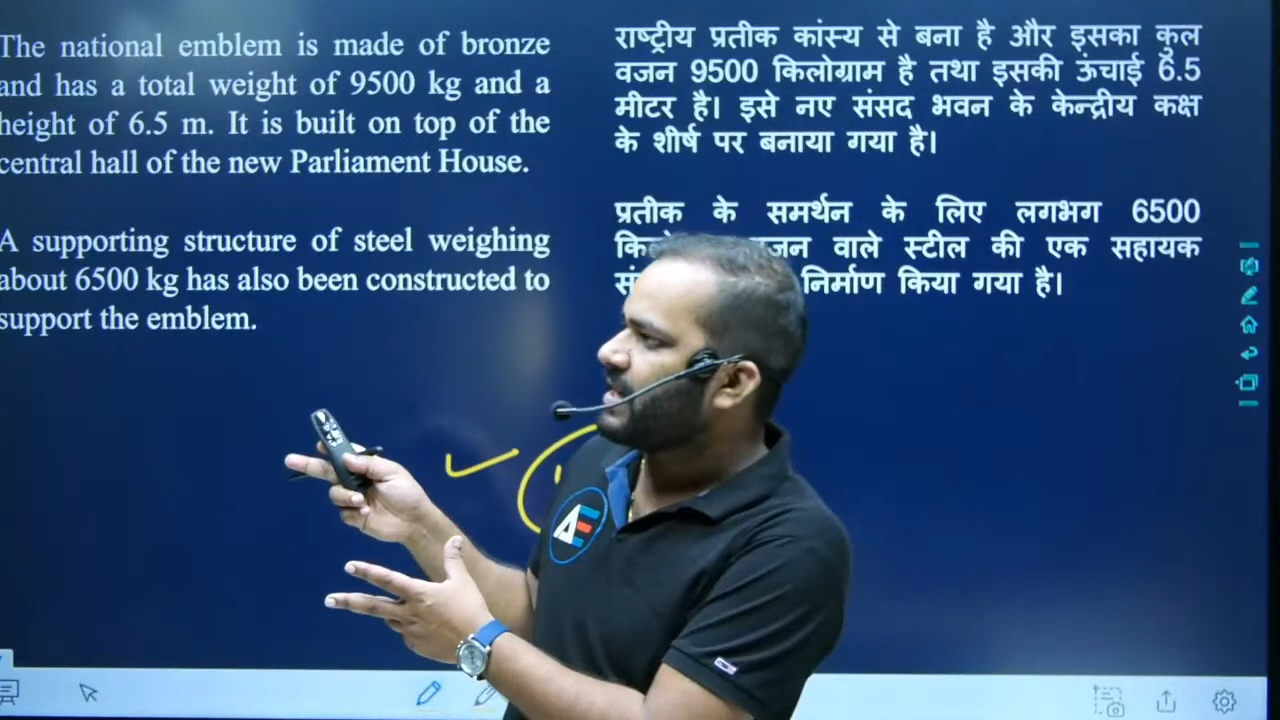 The national emblem is made of bronze
and has a total weight of 9500 kg and a
height of 6.5 m. It is built on top of the
central hall of the new Parliament House.
A supporting structure of steel weighing
about 6500 kg has also been constructed to
support the emblem.
राष्ट्रीय प्रतीक कांस्य से बना है और इसका कुल
वजन 9500 किलोग्राम है तथा इसकी ऊंचाई 6.5
मीटर है। इसे नए संसद भवन के केन्द्रीय कक्ष
के शीर्ष पर बनाया गया है।
प्रतीक के समर्थन के लिए लगभग 6500
वजन वाले स्टील की एक सहायक
निर्माण किया गया है।
AE